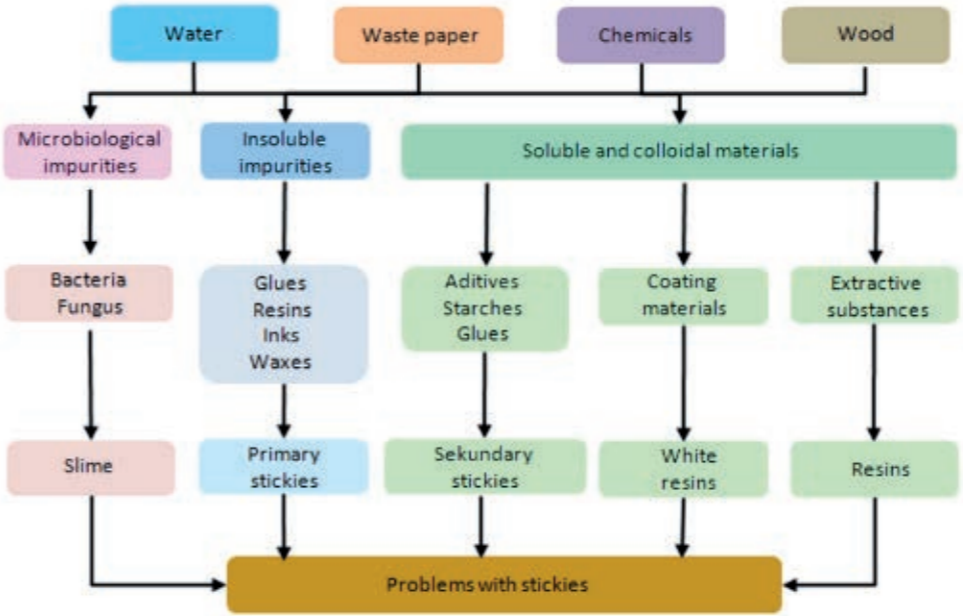 Water
Waste paper
Chemicals
Wood
Microbiological
impurities
Insoluble
impurities
Soluble and colloidal materials
Bacteria
Fungus
Glues
Resins
Inks
Waxes
Aditives
Starches
Glues
Coating
materials
Extractive
substances
Slime
Primary
stickies
Sekundary
stickies
White
resins
Resins
Problems with stickies